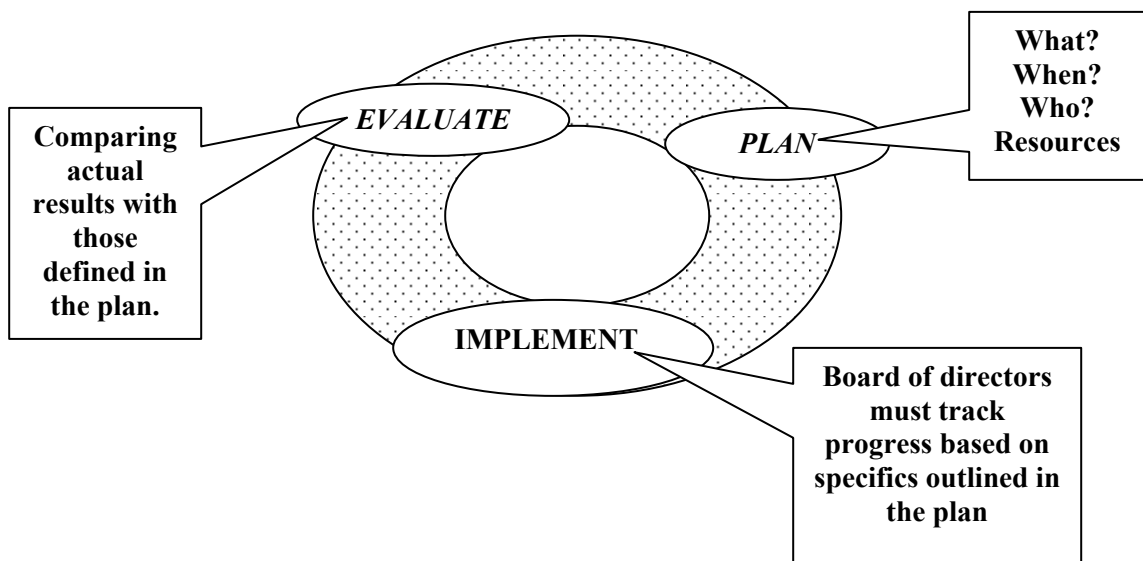 What?
When?
Who?
Resources
PLAN
EVALUATE
Comparing
actual
results with
those
defined in
the plan.
IMPLEMENT
Board of directors
must track
progress based on
specifics outlined in
the plan